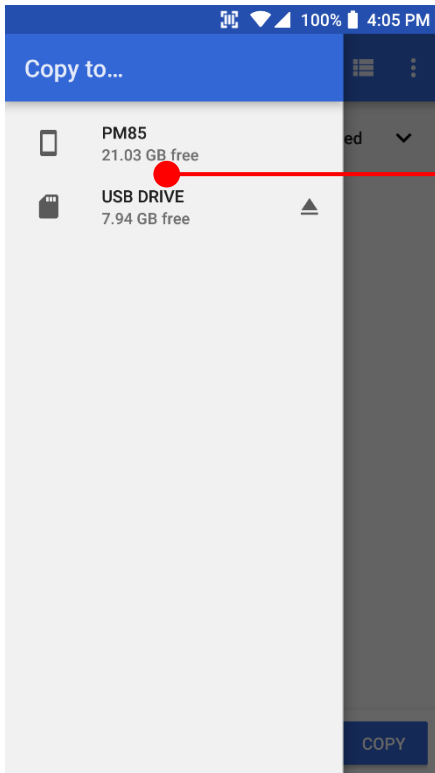 100% 4:05 PM
Copy to...
ed
PM85
21.03 GB free
USB DRIVE
7.94 GB free
COPY